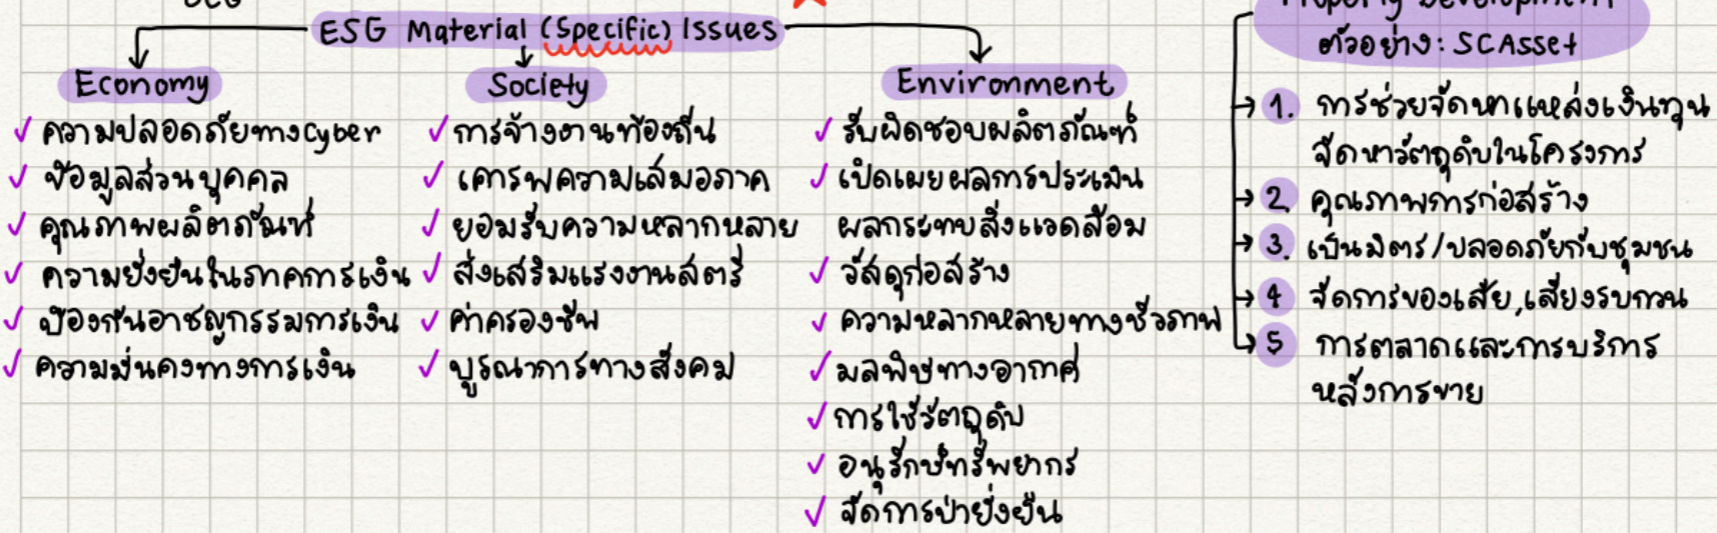 ESG Material (Specific) Issues
Economy
✓ ความปลอดภัยทางcyber
✓ ข้อมูลส่วนบุคคล
✓ คุณภาพผลิตภัณฑ์
✓ ความยั่งยืนในภาคการเงิน
✓ ป้องกันอาชญกรรมการเงิน
✓ ความมั่นคงทางการเงิน
Society
✓ การจ้างงานท้องถิ่น
✓ เคารพความเสมอภาค
✓ ยอมรับความหลากหลาย
✓ ส่งเสริมแรงงานสตรี
✓ ค่าครองชีพ
✓ บูรณาการทางสังคม
Environment
✓ รับผิดชอบผลิตภัณฑ์
✓ เปิดเผยผลการประเมิน
ผลกระทบสิ่งแวดล้อม
✓ วัสดุก่อสร้าง
✓ ความหลากหลายทางชีวภาพ
✓ มลพิษทางอากาศ
✓ การใช้วัตถุดิบ
✓ อนุรักษ์ทรัพยากร
✓ จัดการป่ายั่งยืน
Property Development
ตัวอย่าง: SCAsset
1. การช่วยจัดหาแหล่งเงินทุน
จัดหาวัตถุดิบในโครงการ
2. คุณภาพการก่อสร้าง
3. เป็นมิตร/ปลอดภัยกับชุมชน
4 จัดการของเสีย,เสียงรบกวน
5 การตลาดและการบริการ
หลังการขาย